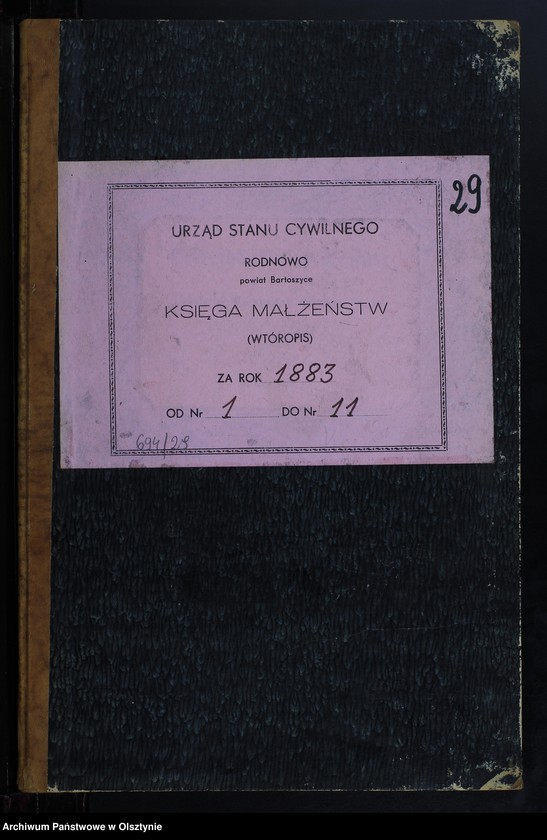 29
URZĄD STANU CYWILNEGO
RODNOWO
powiat Bartoszyce
KSIĘGA MAŁŻEŃSTW
(WTÓROPIS)
ZA ROK 1883
OD Nr 1 DO Nr 11
694/29
Archiwum Państwowe w Olsztynie